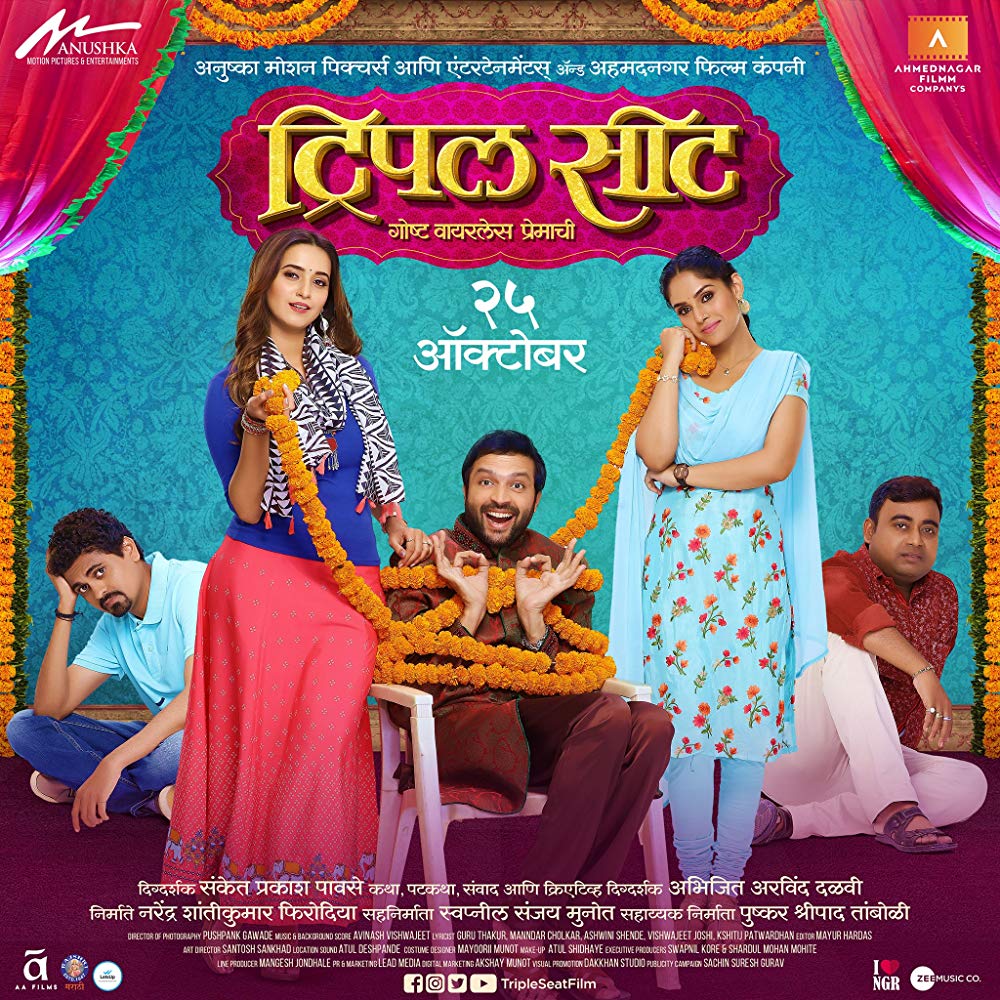 ANUSHKA
MOTION PICTURES & ENTERTAINMENTS
A
AHMEDNAGAR
FILMM
COMPANYS
अनुष्का मोशन पिक्चर्स आणि एंटरटेनमेंटस् ॲन्ड अहमदनगर फिल्म कंपनी
ट्रिपल सीट
गोष्ट वायरलेस प्रेमाची
२५
ऑक्टोबर
दिग्दर्शक संकेत प्रकाश पावसे कथा, पटकथा, संवाद आणि क्रिएटिव्ह दिग्दर्शक अभिजित अरविंद दळवी
निर्माते नरेंद्र शांतीकुमार फिरोदिया सहनिर्माता स्वप्नील संजय मुनोत सहाय्यक निर्माता पुष्कर श्रीपाद तांबोळी
DIRECTOR OF PHOTOGRAPHY PUSHPANK GAWADE MUSIC & BACKGROUND SCORE AVINASH VISHWAJEET LYRICIST GURU THAKUR, MANNDAR CHOLKAR, ASHWINI SHENDE, VISHWAJEET JOSHI, KSHITIJ PATWARDHAN EDITOR MAYUR HARDAS
ART DIRECTOR SANTOSH SANKHAD LOCATION SOUND ATUL DESHPANDE COSTUME DESIGNER MAYOORII MUNOT MAKE-UP ATUL SHIDHAYE EXECUTIVE PRODUCERS SWAPNIL KORE & SHARDUL MOHAN MOHITE
LINE PRODUCER MANGESH JONDHALE PR & MARKETING LEAD MEDIA DIGITAL MARKETING AKSHAY MUNOT VISUAL PROMOTION DAKKHAN STUDIO PUBLICITY CAMPAIGN SACHIN SURESH GURAV
ā
AA FILMS
मराठी
LetsUp
TripleSeatFilm
I
NGR
ZEE MUSIC CO.